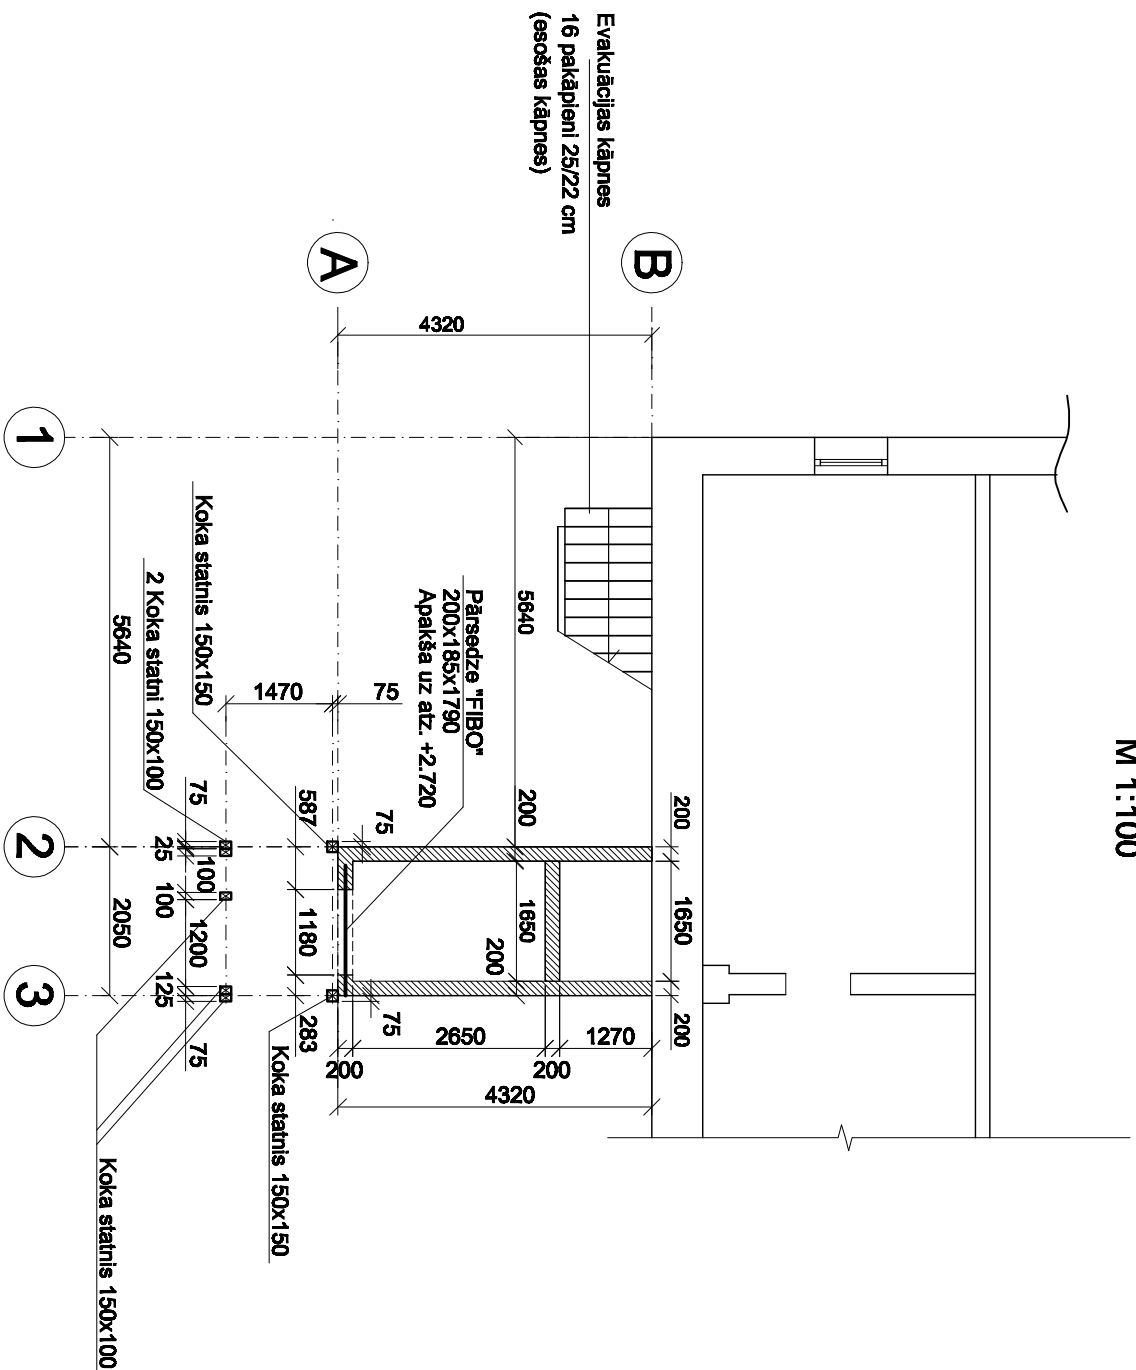 M 1:100
Evakuācijas kāpnes
16 pakāpieni 25/22 cm
(esošas kāpnes)
B
A
4320
1
5640
5640
Pārsedze "FIBO"
200x185x1790
Apakša uz atz. +2.720
Koka statnis 150x150
2 Koka statni 150x100
1470
75
200
200
1650
200
1650
200
75
587
1180
283
75
75
25
100
100
1200
125
75
2050
2
3
2650
1270
200
200
4320
Koka statnis 150x150
Koka statnis 150x100